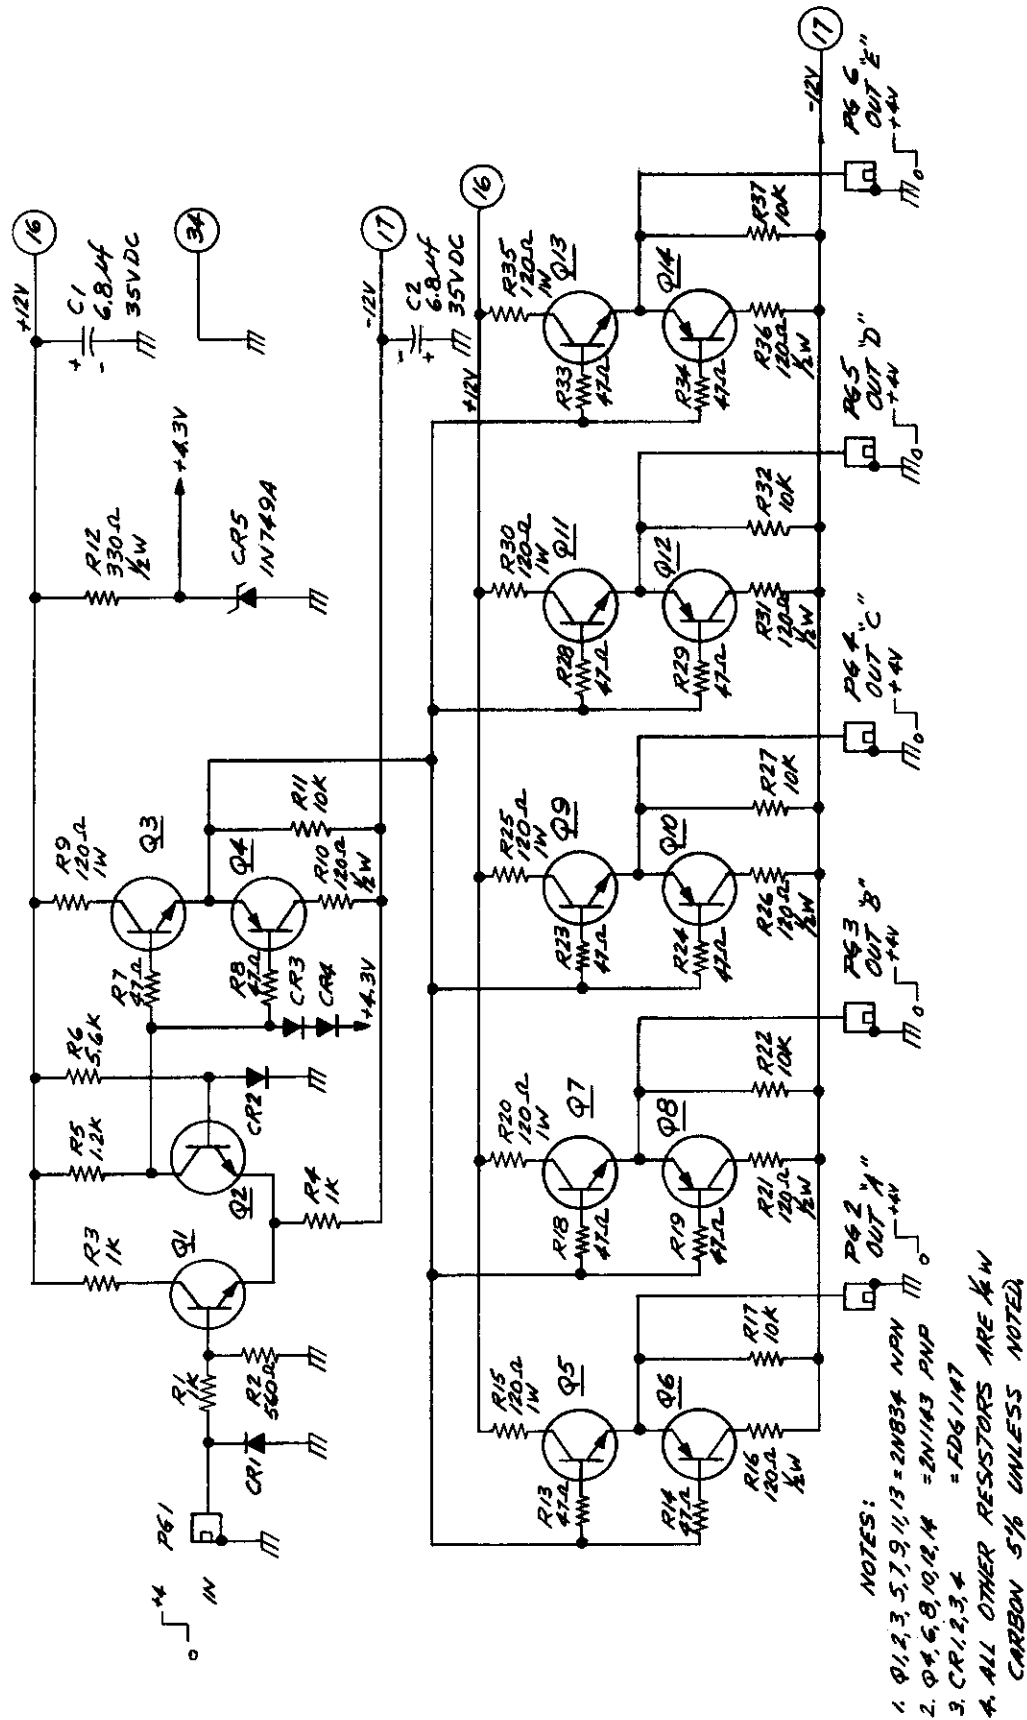 +4
0
IN
PG1
CR1
R1
1K
R2
560Ω
R3
1K
Q1
R5
1.2K
Q2
R4
1K
R6
5.6K
CR2
R7
47Ω
R8
47Ω
CR3
CR4
+4.3V
R9
120Ω
1W
Q3
Q4
R10
120Ω
½W
R11
10K
R12
330Ω
½W
+4.3V
CR5
1N749A
+12V
16
C1
6.8µf
35VDC
+
-
34
-12V
17
C2
6.8µf
35VDC
-
+
+12V
16
R13
47Ω
R14
47Ω
R15
120Ω
1W
Q5
Q6
R16
120Ω
½W
R17
10K
PG2
OUT "A"
+4V
0
R18
47Ω
R19
47Ω
R20
120Ω
1W
Q7
Q8
R21
120Ω
½W
R22
10K
PG3
OUT "B"
+4V
0
R23
47Ω
R24
47Ω
R25
120Ω
1W
Q9
Q10
R26
120Ω
½W
R27
10K
PG4
OUT "C"
+4V
0
R28
47Ω
R29
47Ω
R30
120Ω
1W
Q11
Q12
R31
120Ω
½W
R32
10K
PG5
OUT "D"
+4V
0
R33
47Ω
R34
47Ω
R35
120Ω
1W
Q13
Q14
R36
120Ω
½W
R37
10K
PG6
OUT "E"
+4V
0
-12V
17
NOTES:
1. Q1,2,3,5,7,9,11,13 = 2N834 NPN
2. Q4,6,8,10,12,14 = 2N1143 PNP
3. CR1,2,3,4 = FDG1147
4. ALL OTHER RESISTORS ARE ¼W
CARBON 5% UNLESS NOTED.